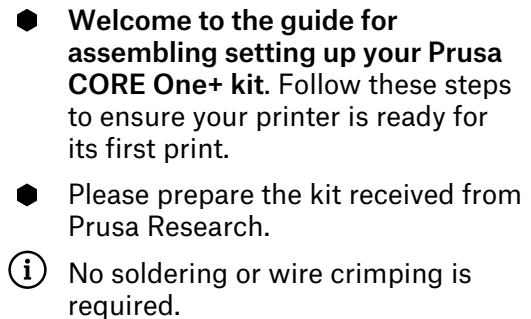 Welcome to the guide for
assembling setting up your Prusa
CORE One+ kit. Follow these steps
to ensure your printer is ready for
its first print.
Please prepare the kit received from
Prusa Research.
i No soldering or wire crimping is
required.